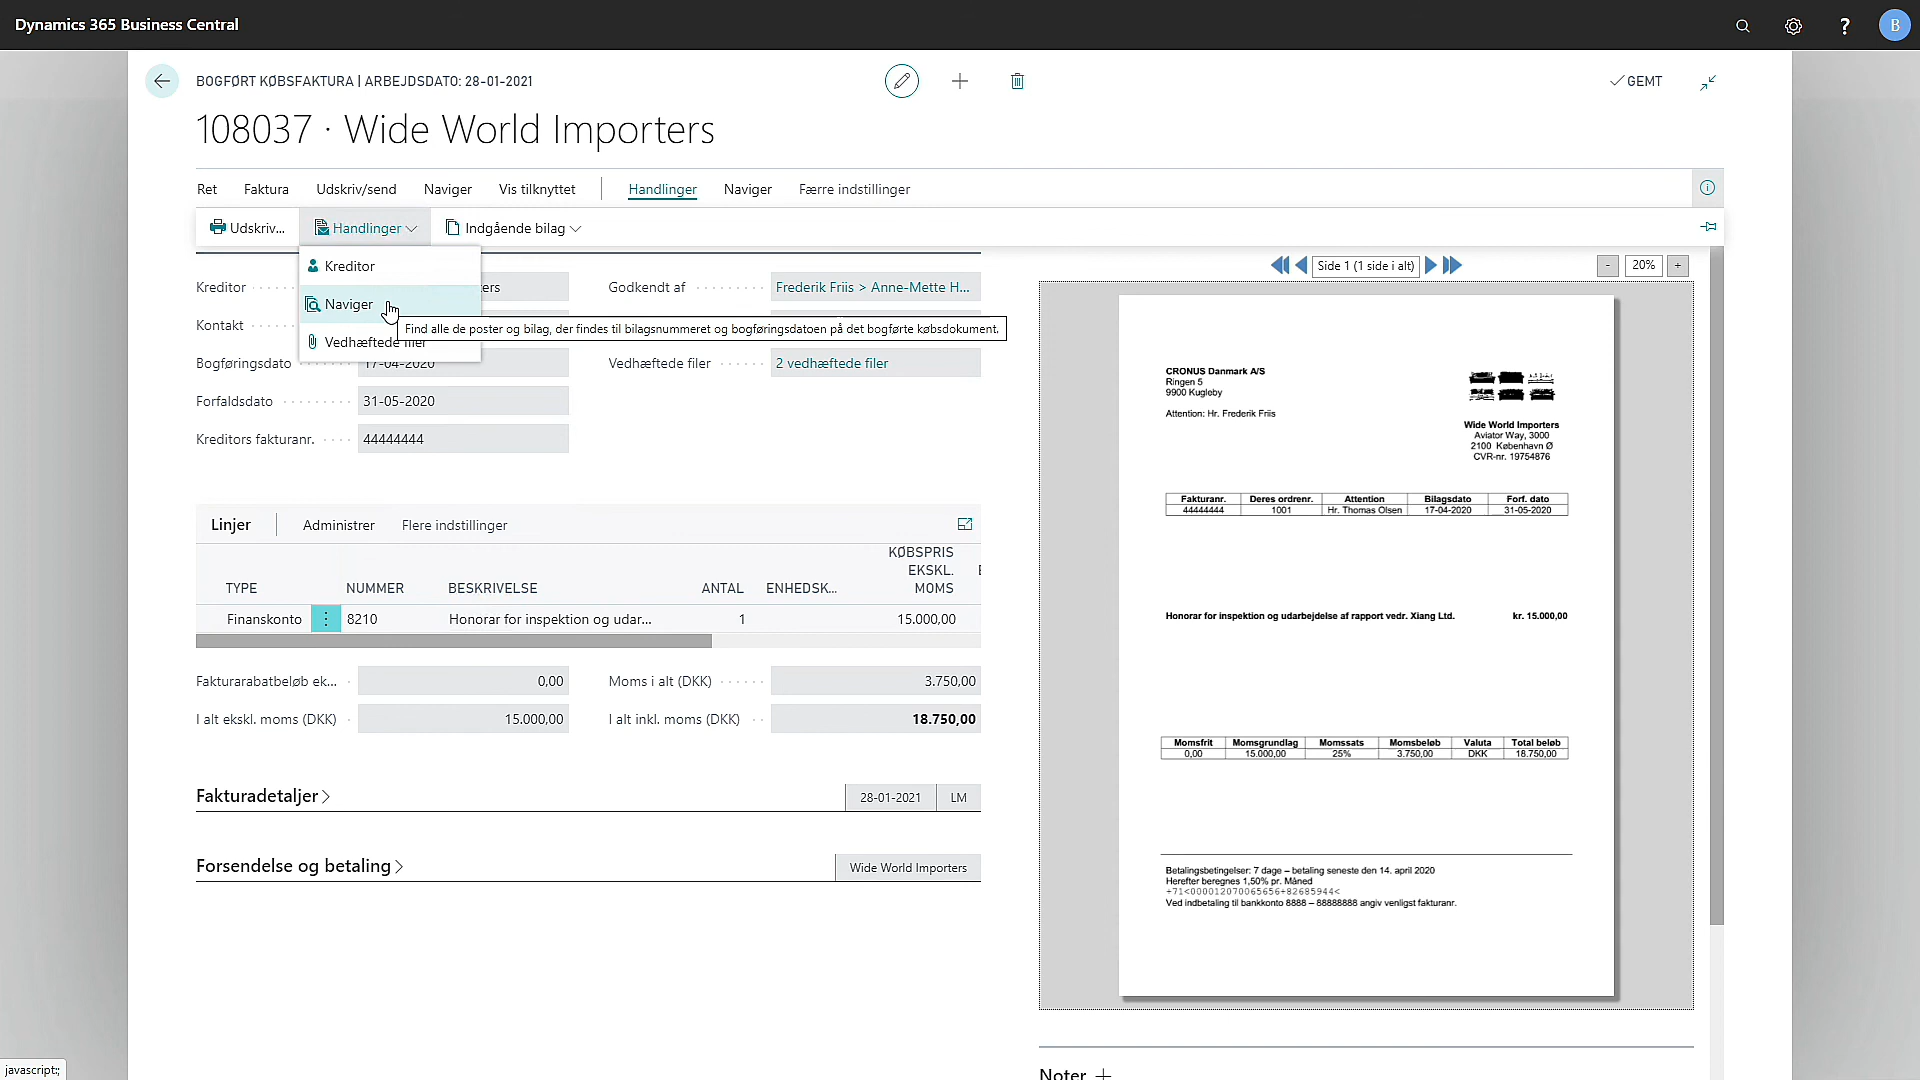 Dynamics 365 Business Central
?
B
BOGFØRT KØBSFAKTURA | ARBEJDSDATO: 28-01-2021
GEMT
108037 · Wide World Importers
Ret Faktura Udskriv/send Naviger Vis tilknyttet Handlinger Naviger Færre indstillinger
Udskriv... Handlinger Indgående bilag
Kreditor
Naviger
Vedhæftede filer
Find alle de poster og bilag, der findes til bilagsnummeret og bogføringsdatoen på det bogførte købsdokument.
Kreditor
Godkendt af Frederik Friis > Anne-Mette H...
Kontakt
Bogføringsdato 17-04-2020
Vedhæftede filer 2 vedhæftede filer
Forfaldsdato 31-05-2020
Kreditors fakturanr. 44444444
Linjer Administrer Flere indstillinger
TYPE NUMMER BESKRIVELSE ANTAL ENHEDSK... KØBSPRIS EKSKL. MOMS
Finanskonto 8210 Honorar for inspektion og udar... 1 15.000,00
Fakturarabatbeløb ek... 0,00 Moms i alt (DKK) 3.750,00
I alt ekskl. moms (DKK) 15.000,00 I alt inkl. moms (DKK) 18.750,00
Fakturadetaljer 28-01-2021 LM
Forsendelse og betaling Wide World Importers
Side 1 (1 side i alt)
- 20% +
CRONUS Danmark A/S
Ringen 5
9900 Kugleby
Attention: Hr. Frederik Friis
Wide World Importers
Aviator Way, 3000
2100 København Ø
CVR-nr. 19754876
Fakturanr. Deres ordrenr. Attention Bilagsdato Forf. dato
44444444 1001 Hr. Thomas Olsen 17-04-2020 31-05-2020
Honorar for inspektion og udarbejdelse af rapport vedr. Xiang Ltd. kr. 15.000,00
Momsfrit Momsgrundlag Momssats Momsbeløb Valuta Total beløb
0,00 15.000,00 25% 3.750,00 DKK 18.750,00
Betalingsbetingelser: 7 dage – betaling seneste den 14. april 2020
Herefter beregnes 1,50% pr. Måned
+71<000012070065656+82685944<
Ved indbetaling til bankkonto 8888 – 88888888 angiv venligst fakturanr.
Noter
javascript:;